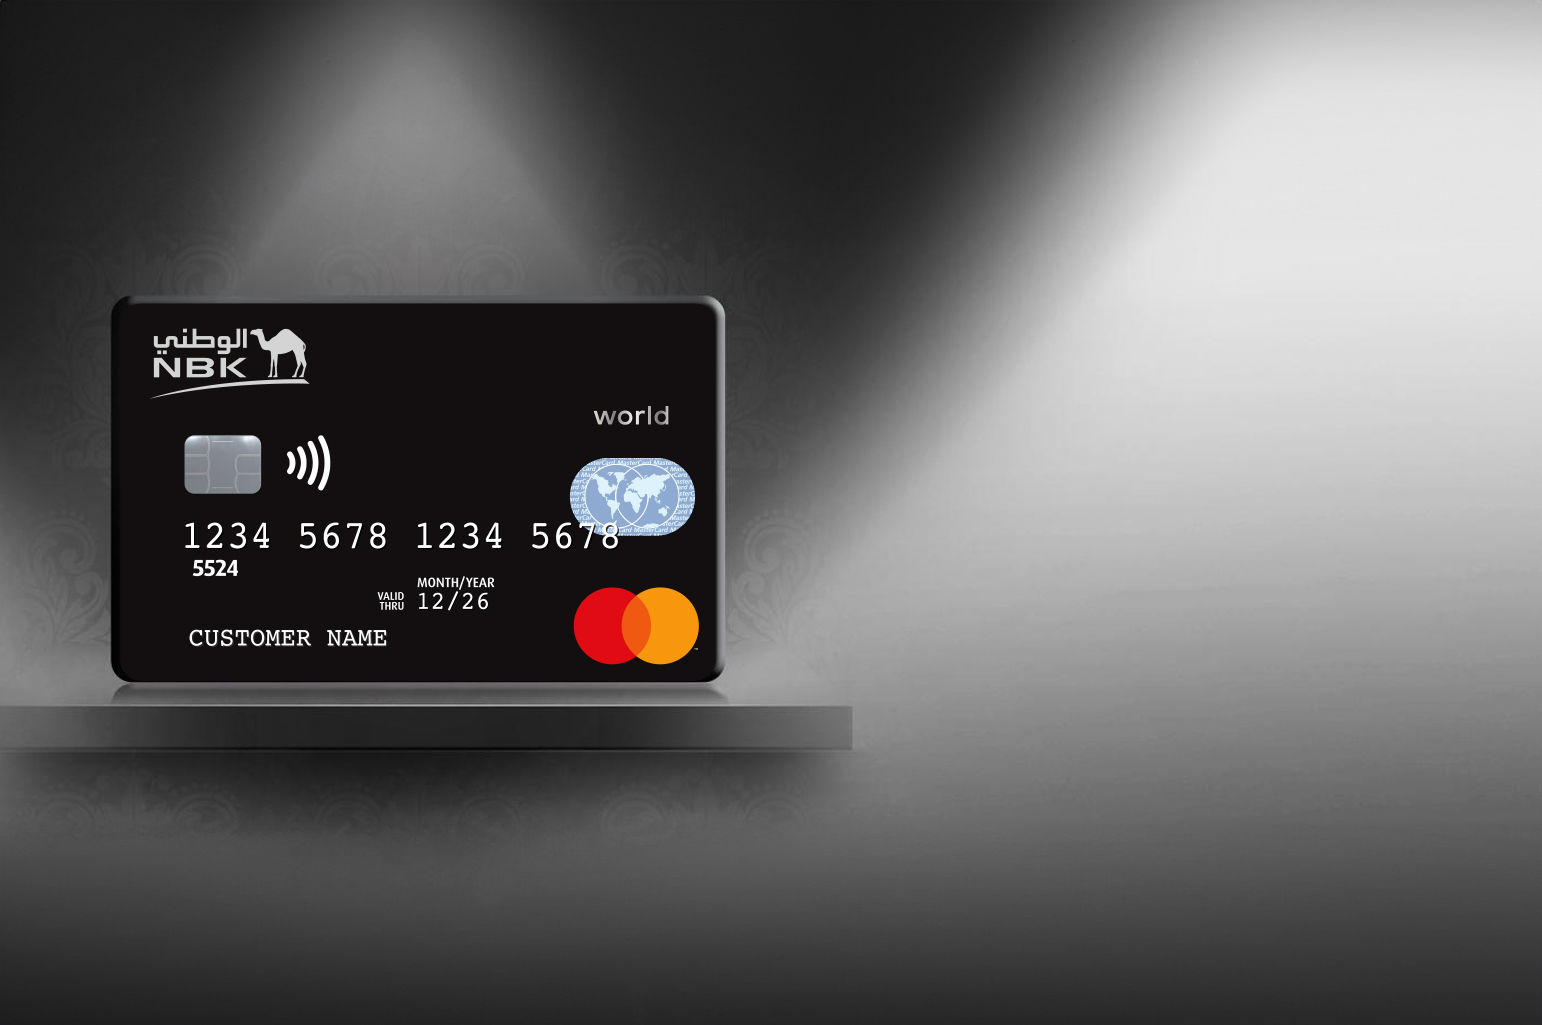 الوطني
NBK
world
1234 5678 1234 5678
5524
MONTH/YEAR
VALID
THRU
12/26
CUSTOMER NAME